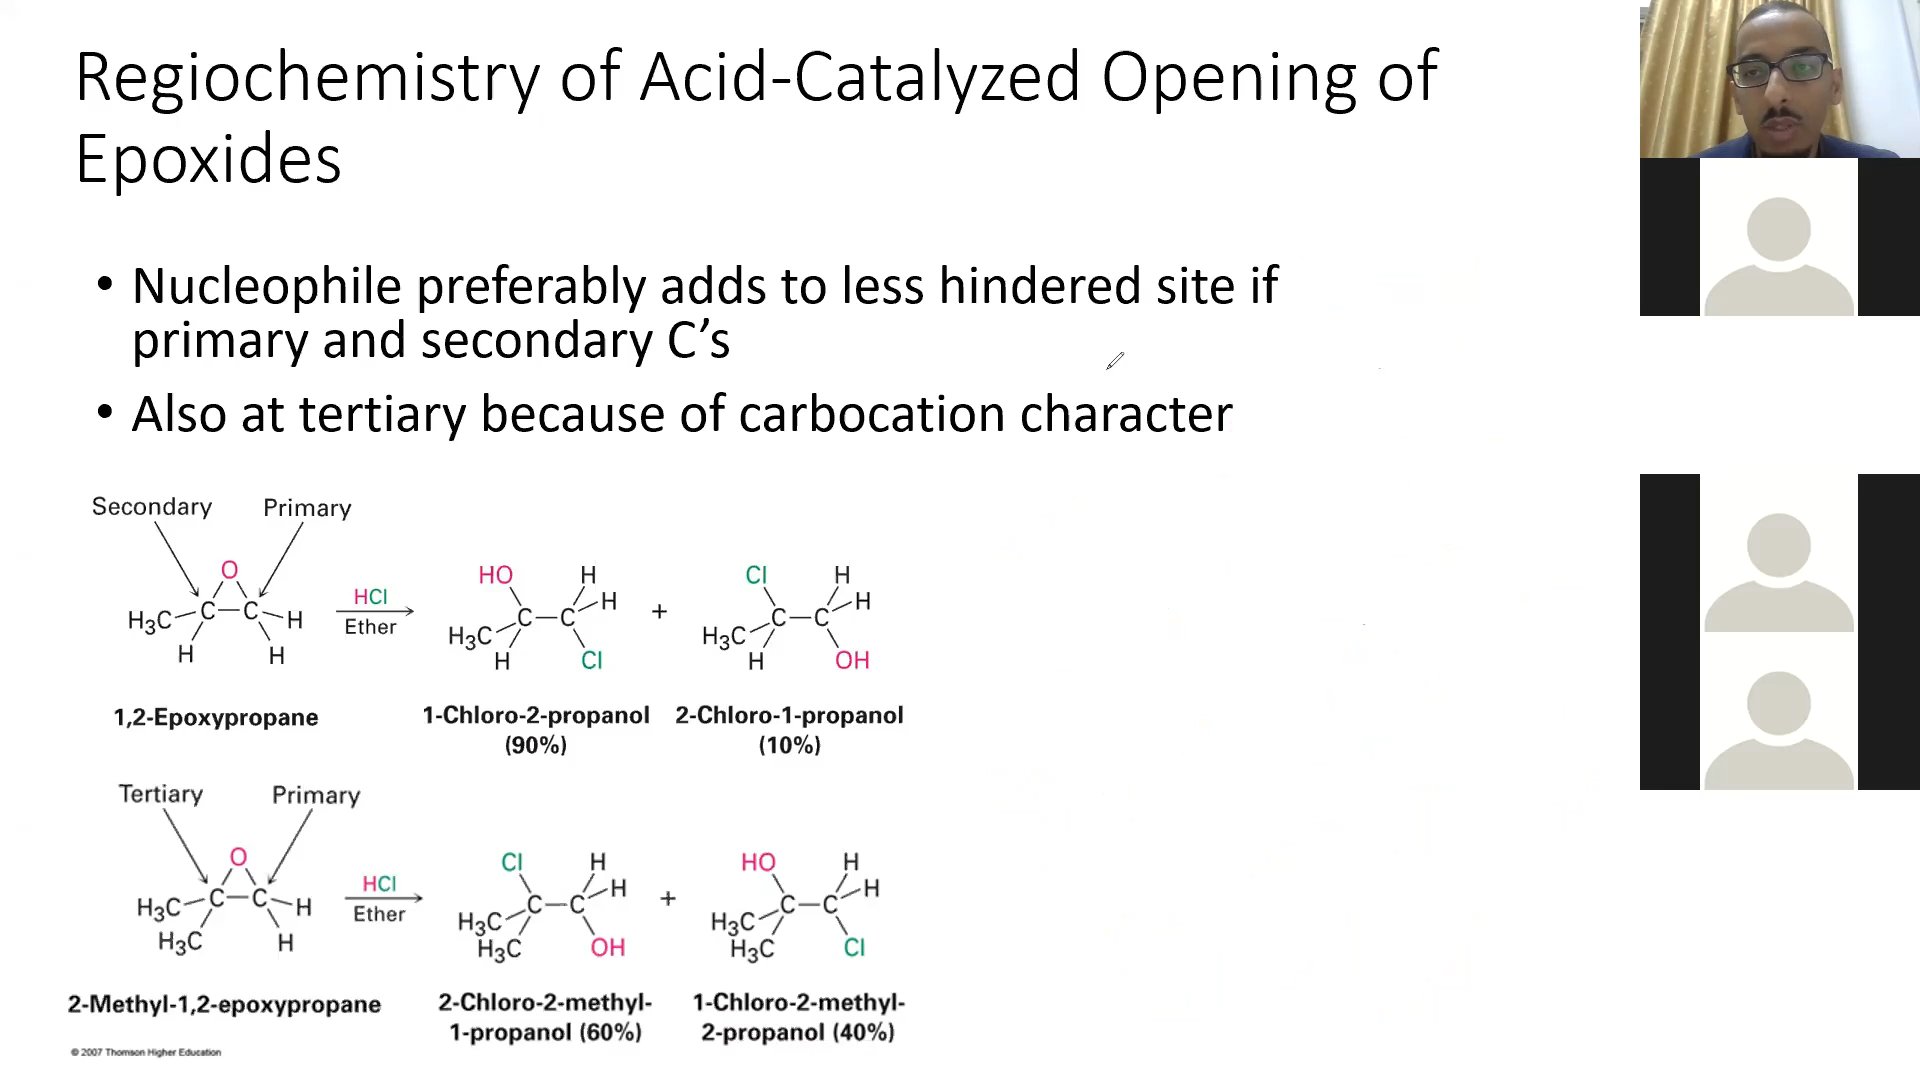 Regiochemistry of Acid-Catalyzed Opening of
Epoxides
• Nucleophile preferably adds to less hindered site if
primary and secondary C’s
• Also at tertiary because of carbocation character
Secondary Primary
O
H₃C C C H
H H
HCl
Ether
HO H
C C H
H₃C
H Cl
+
Cl H
C C H
H₃C
H OH
1,2-Epoxypropane
1-Chloro-2-propanol
(90%)
2-Chloro-1-propanol
(10%)
Tertiary Primary
O
H₃C C C H
H₃C H
HCl
Ether
Cl H
C C H
H₃C
H₃C OH
+
HO H
C C H
H₃C
H₃C Cl
2-Methyl-1,2-epoxypropane
2-Chloro-2-methyl-
1-propanol (60%)
1-Chloro-2-methyl-
2-propanol (40%)
© 2007 Thomson Higher Education